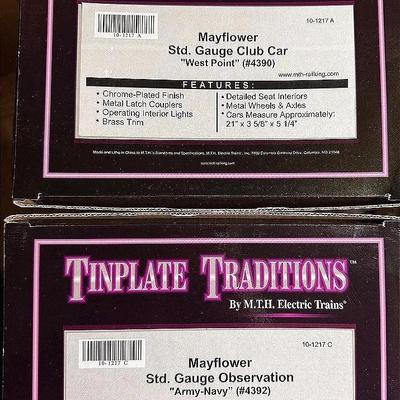 10-1217 A
10-1217 A
Mayflower
Std. Gauge Club Car
"West Point" (#4390)
www.mth-railking.com
FEATURES:
• Chrome-Plated Finish
• Metal Latch Couplers
• Operating Interior Lights
• Brass Trim
• Detailed Seat Interiors
• Metal Wheels & Axles
• Cars Measure Approximately:
21" x 3 5/8" x 5 1/4"
TINPLATE TRADITIONS™
By M.T.H. Electric Trains®
10-1217 C
10-1217 C
Mayflower
Std. Gauge Observation
"Army-Navy" (#4392)